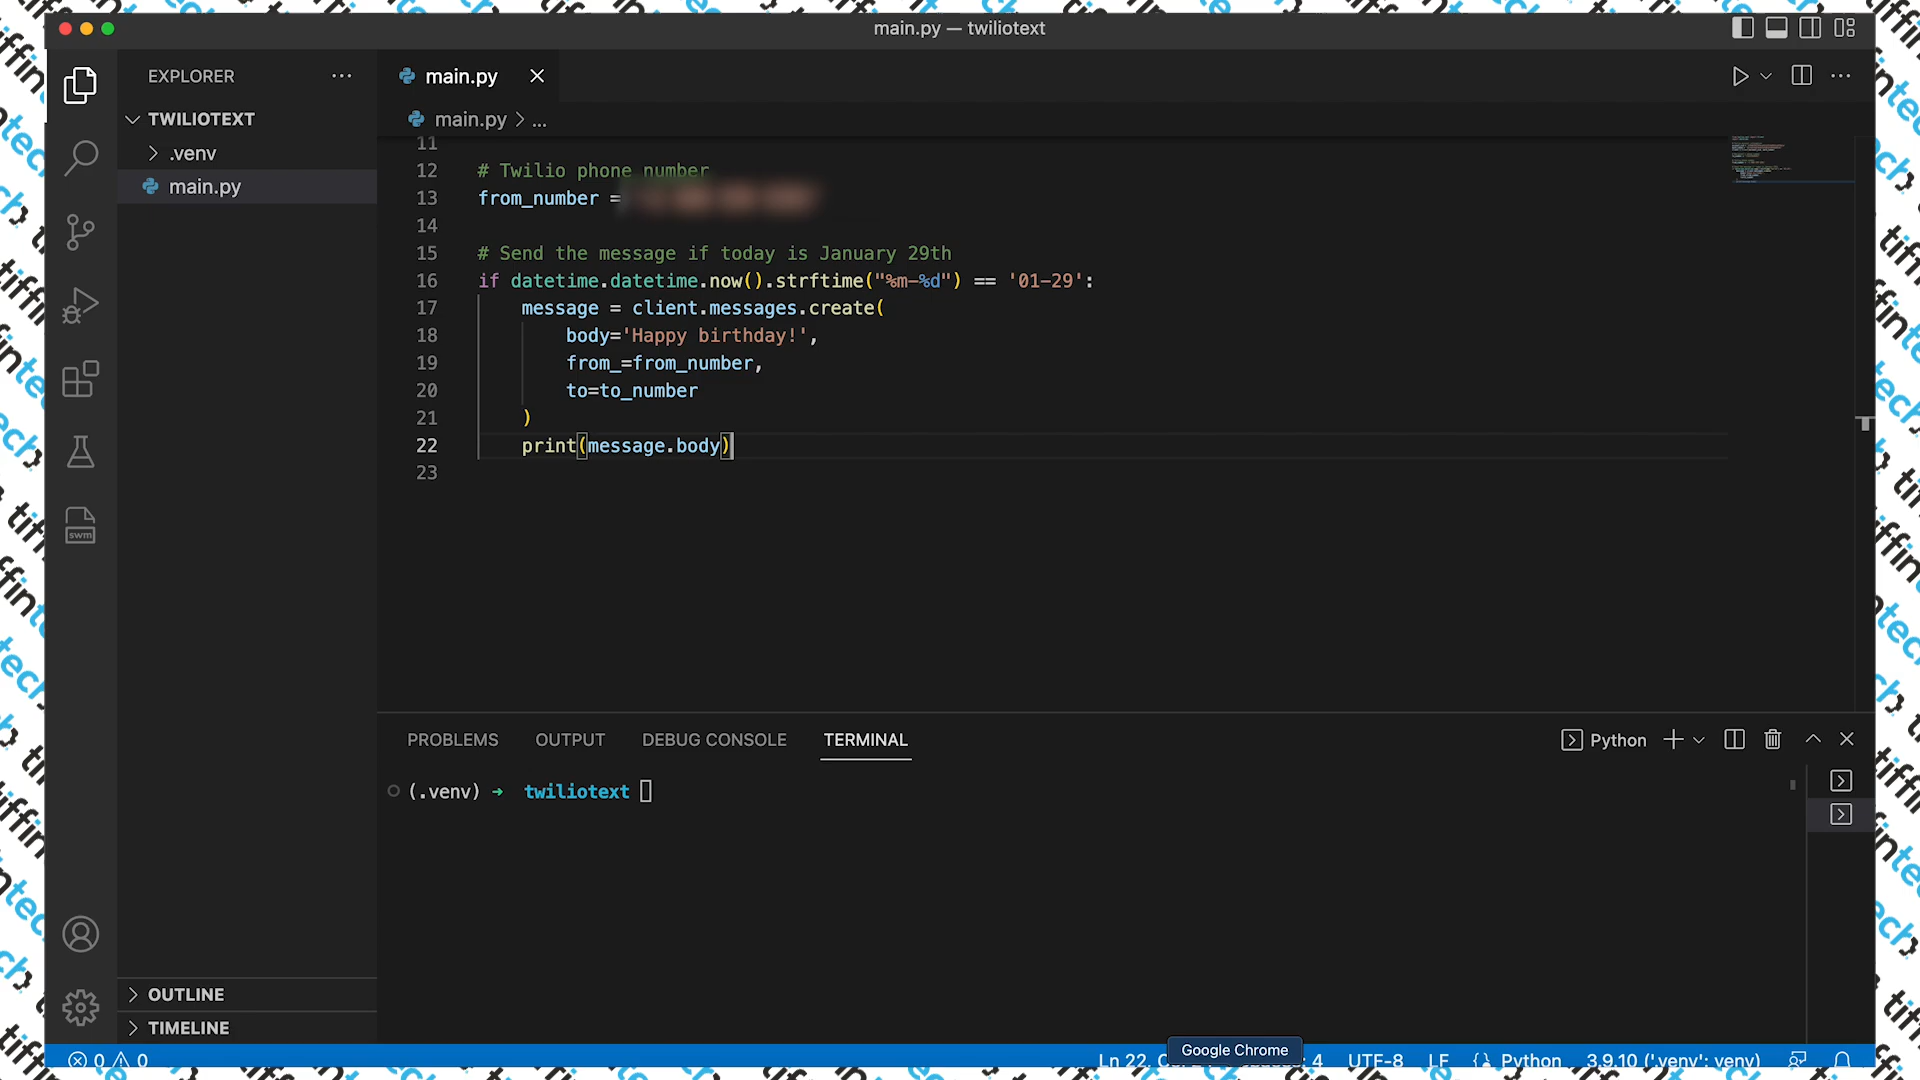 main.py — twiliotext
EXPLORER
TWILIOTEXT
.venv
main.py
OUTLINE
TIMELINE
main.py
main.py > ...
11
12 # Twilio phone number
13 from_number =
14
15 # Send the message if today is January 29th
16 if datetime.datetime.now().strftime("%m-%d") == '01-29':
17 message = client.messages.create(
18 body='Happy birthday!',
19 from_=from_number,
20 to=to_number
21 )
22 print(message.body)
23
swm
PROBLEMS OUTPUT DEBUG CONSOLE TERMINAL
Python
(.venv) → twiliotext
Google Chrome
0 0
Ln 22, 4 UTF-8 LF {} Python 3.9.10 ('.venv': venv)
tiffintech